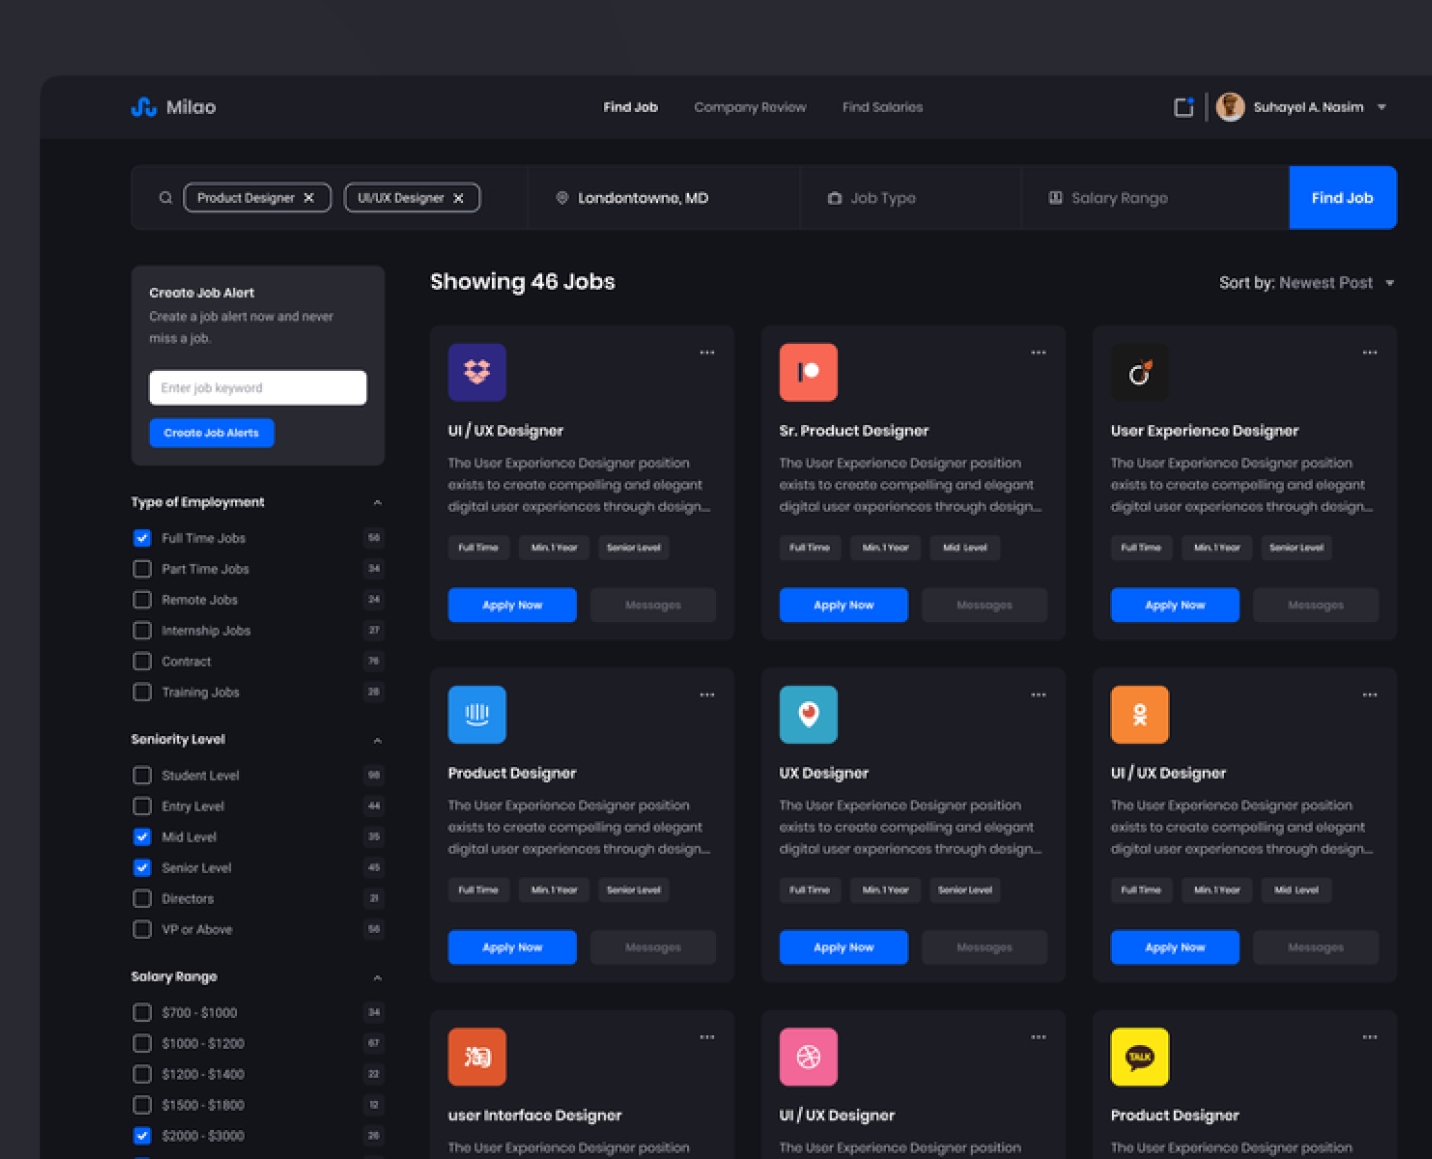 Milao
Find Job
Company Review
Find Salaries
Suhayel A. Nasim
Product Designer
UI/UX Designer
Londontowne, MD
Job Type
Salary Range
Find Job
Create Job Alert
Create a job alert now and never
miss a job.
Enter job keyword
Create Job Alerts
Type of Employment
Full Time Jobs 56
Part Time Jobs 34
Remote Jobs 24
Internship Jobs 27
Contract 76
Training Jobs 28
Seniority Level
Student Level 98
Entry Level 44
Mid Level 35
Senior Level 45
Directors 21
VP or Above 56
Salary Range
$700 - $1000 34
$1000 - $1200 67
$1200 - $1400 22
$1500 - $1800 12
$2000 - $3000 26
Showing 46 Jobs
Sort by: Newest Post
UI / UX Designer
The User Experience Designer position
exists to create compelling and elegant
digital user experiences through design...
Full Time Min. 1 Year Senior Level
Apply Now Messages
Sr. Product Designer
The User Experience Designer position
exists to create compelling and elegant
digital user experiences through design...
Full Time Min. 1 Year Mid Level
Apply Now Messages
User Experience Designer
The User Experience Designer position
exists to create compelling and elegant
digital user experiences through design...
Full Time Min. 1 Year Senior Level
Apply Now Messages
Product Designer
The User Experience Designer position
exists to create compelling and elegant
digital user experiences through design...
Full Time Min. 1 Year Senior Level
Apply Now Messages
UX Designer
The User Experience Designer position
exists to create compelling and elegant
digital user experiences through design...
Full Time Min. 1 Year Senior Level
Apply Now Messages
UI / UX Designer
The User Experience Designer position
exists to create compelling and elegant
digital user experiences through design...
Full Time Min. 1 Year Mid Level
Apply Now Messages
淘
user Interface Designer
The User Experience Designer position
UI / UX Designer
The User Experience Designer position
TALK
Product Designer
The User Experience Designer position